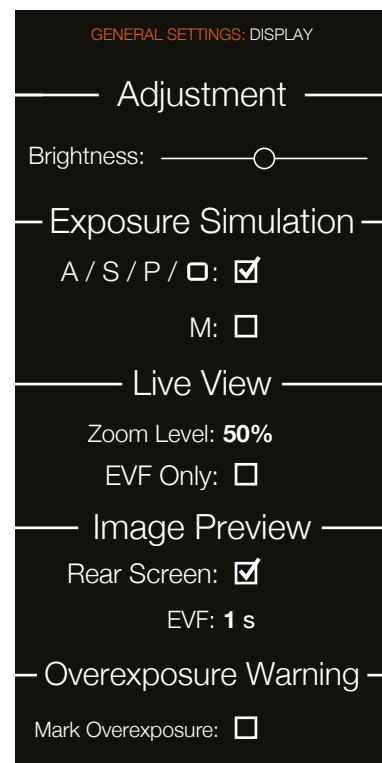 GENERAL SETTINGS: DISPLAY
Adjustment
Brightness:
Exposure Simulation
A / S / P / :
M:
Live View
Zoom Level: 50%
EVF Only:
Image Preview
Rear Screen:
EVF: 1 s
Overexposure Warning
Mark Overexposure: